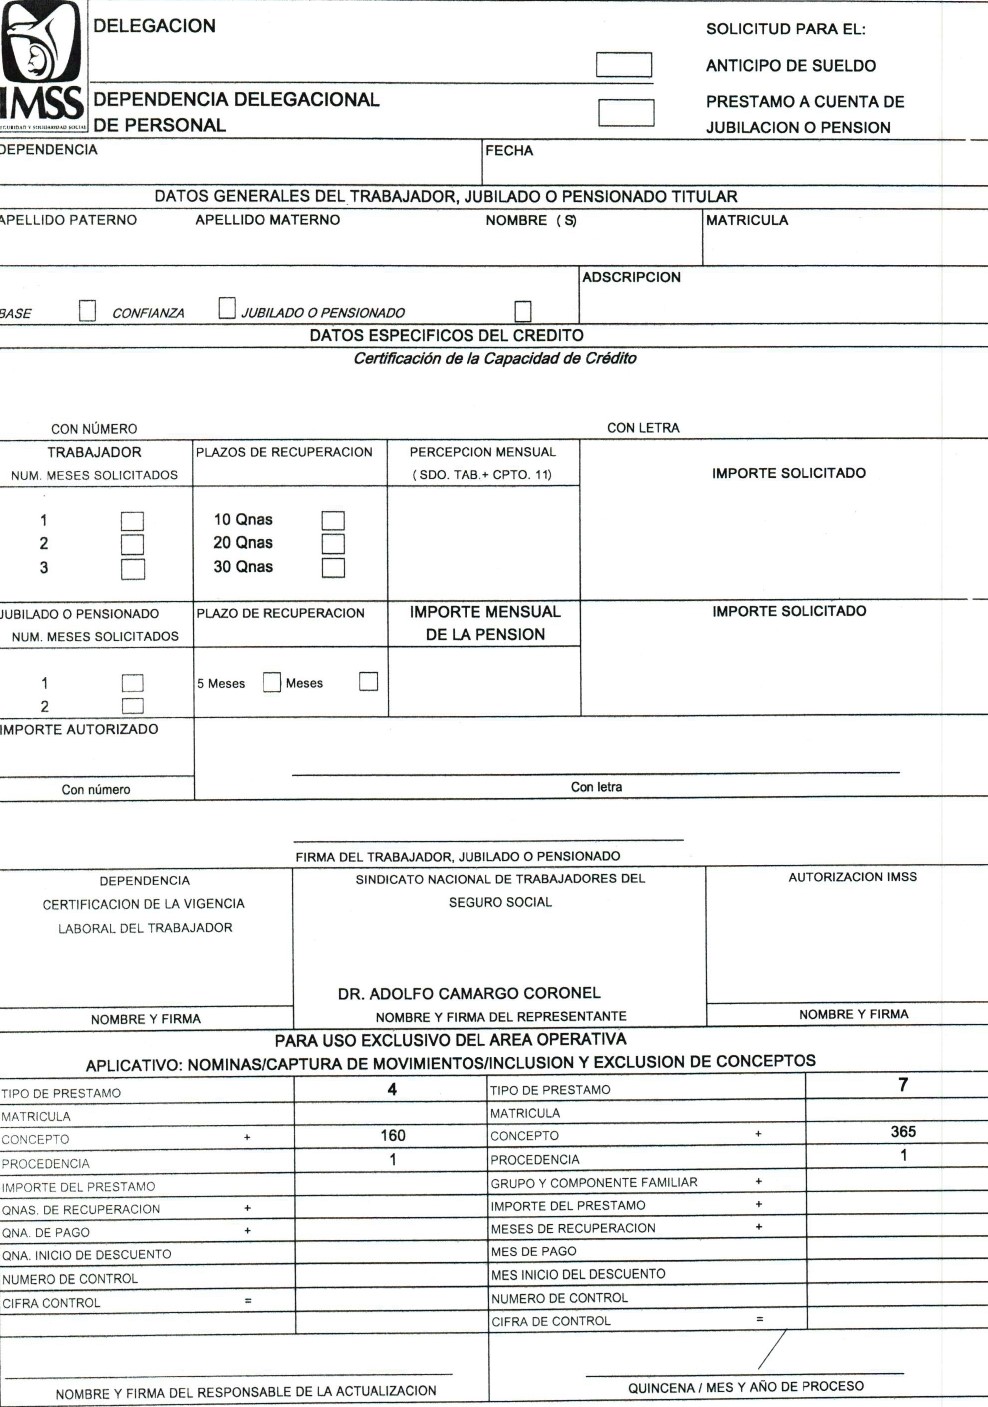 DELEGACION
SOLICITUD PARA EL:
ANTICIPO DE SUELDO
IMSS
DEPENDENCIA DELEGACIONAL
DE PERSONAL
PRESTAMO A CUENTA DE
JUBILACION O PENSION
DEPENDENCIA FECHA
DATOS GENERALES DEL TRABAJADOR, JUBILADO O PENSIONADO TITULAR
APELLIDO PATERNO APELLIDO MATERNO NOMBRE ( S) MATRICULA
ADSCRIPCION
BASE CONFIANZA JUBILADO O PENSIONADO
DATOS ESPECIFICOS DEL CREDITO
Certificación de la Capacidad de Crédito
CON NÚMERO CON LETRA
TRABAJADOR PLAZOS DE RECUPERACION PERCEPCION MENSUAL
NUM. MESES SOLICITADOS ( SDO. TAB.+ CPTO. 11) IMPORTE SOLICITADO
1 10 Qnas
2 20 Qnas
3 30 Qnas
JUBILADO O PENSIONADO PLAZO DE RECUPERACION IMPORTE MENSUAL IMPORTE SOLICITADO
NUM. MESES SOLICITADOS DE LA PENSION
1 5 Meses Meses
2
IMPORTE AUTORIZADO
Con número Con letra
FIRMA DEL TRABAJADOR, JUBILADO O PENSIONADO
DEPENDENCIA SINDICATO NACIONAL DE TRABAJADORES DEL AUTORIZACION IMSS
CERTIFICACION DE LA VIGENCIA SEGURO SOCIAL
LABORAL DEL TRABAJADOR
DR. ADOLFO CAMARGO CORONEL
NOMBRE Y FIRMA NOMBRE Y FIRMA DEL REPRESENTANTE NOMBRE Y FIRMA
PARA USO EXCLUSIVO DEL AREA OPERATIVA
APLICATIVO: NOMINAS/CAPTURA DE MOVIMIENTOS/INCLUSION Y EXCLUSION DE CONCEPTOS
TIPO DE PRESTAMO 4 TIPO DE PRESTAMO 7
MATRICULA MATRICULA
CONCEPTO + 160 CONCEPTO + 365
PROCEDENCIA 1 PROCEDENCIA 1
IMPORTE DEL PRESTAMO GRUPO Y COMPONENTE FAMILIAR +
QNAS. DE RECUPERACION + IMPORTE DEL PRESTAMO +
QNA. DE PAGO + MESES DE RECUPERACION +
QNA. INICIO DE DESCUENTO MES DE PAGO
NUMERO DE CONTROL MES INICIO DEL DESCUENTO
CIFRA CONTROL = NUMERO DE CONTROL
CIFRA DE CONTROL =
NOMBRE Y FIRMA DEL RESPONSABLE DE LA ACTUALIZACION QUINCENA / MES Y AÑO DE PROCESO